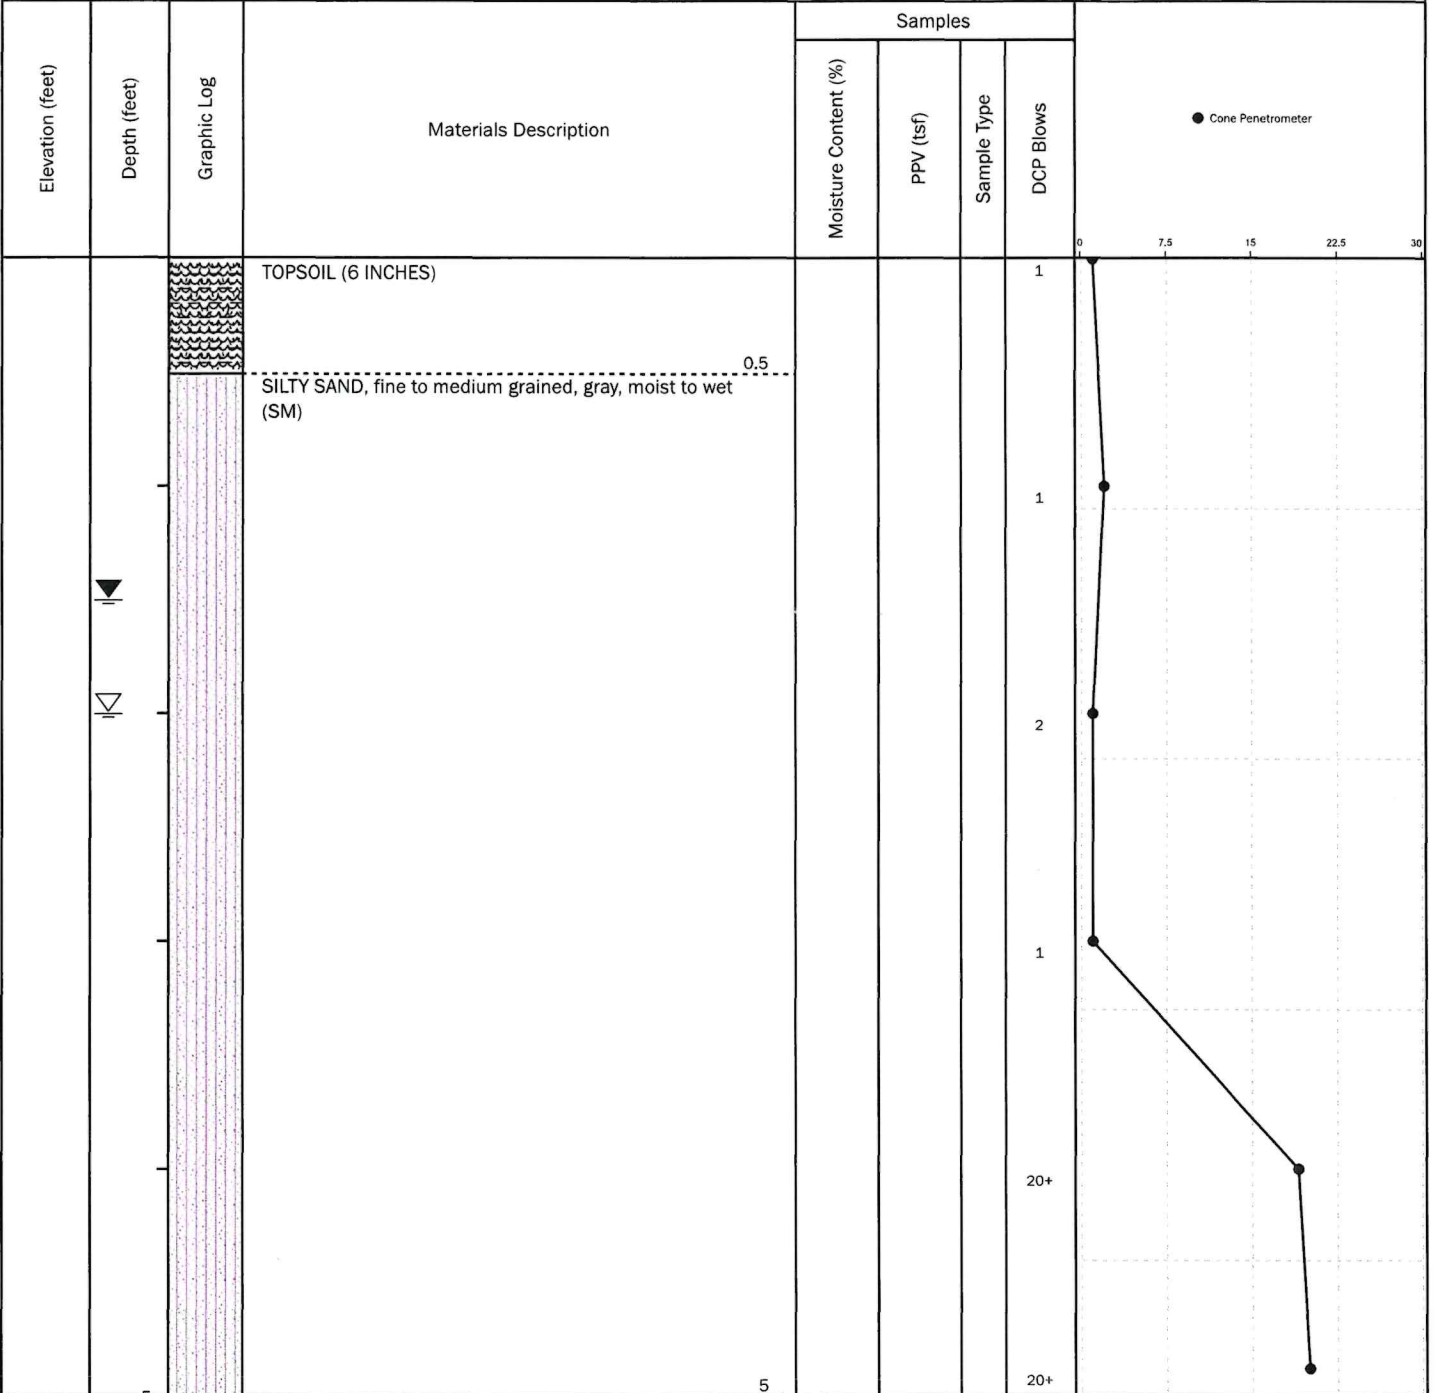 Samples
Elevation (feet)
Depth (feet)
Graphic Log
Materials Description
Moisture Content (%)
PPV (tsf)
Sample Type
DCP Blows
Cone Penetrometer
0 7.5 15 22.5 30
TOPSOIL (6 INCHES)
1
0.5
SILTY SAND, fine to medium grained, gray, moist to wet
(SM)
1
2
1
20+
20+
5